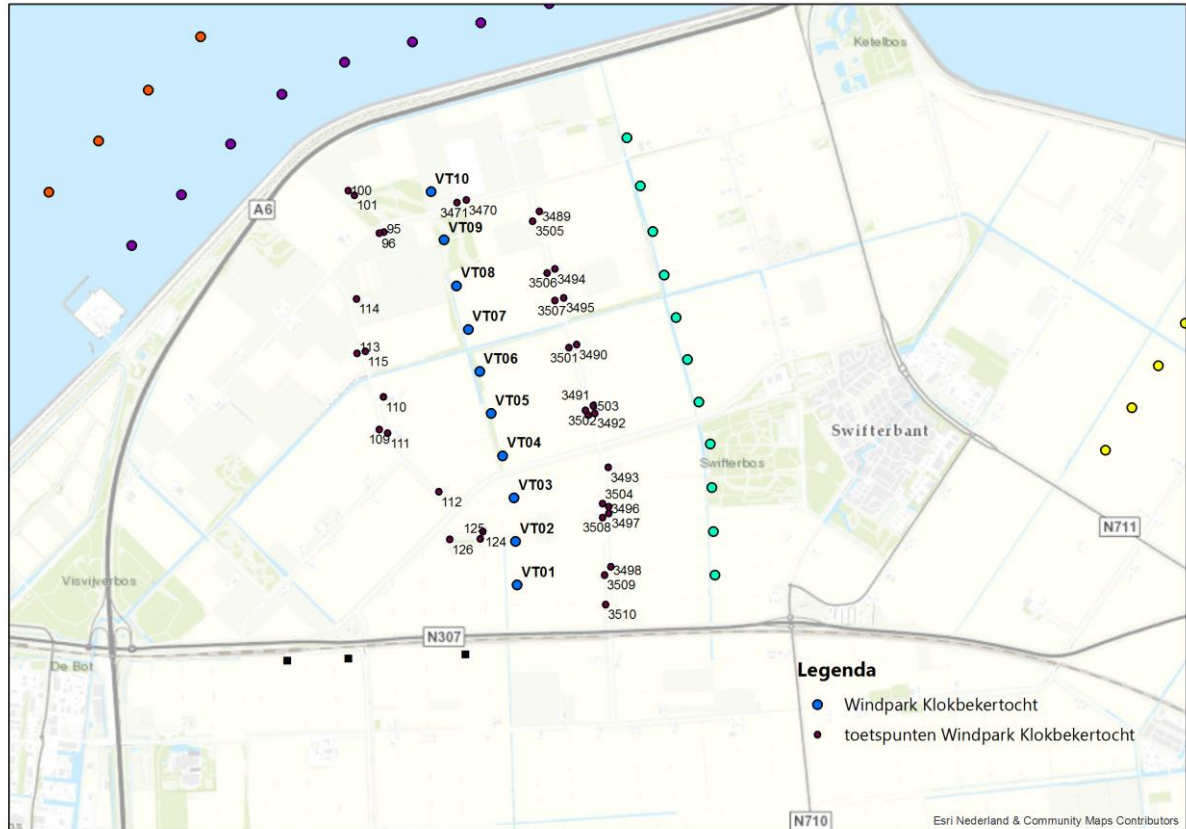 Ketelbos
100
101
VT10
A6
3471
3470
3489
3505
95
96
VT09
VT08
3506
3494
114
3507
3495
VT07
113
115
3501
3490
VT06
110
3491
3503
3502
3492
VT05
109
111
Swifterbant
VT04
Swifterbos
3493
112
VT03
3504
3496
3508
3497
N711
125
124
126
VT02
Visvijverbos
VT01
3498
3509
3510
N307
De Bot
Legenda
Windpark Klokbekertocht
toetspunten Windpark Klokbekertocht
N710
Esri Nederland & Community Maps Contributors